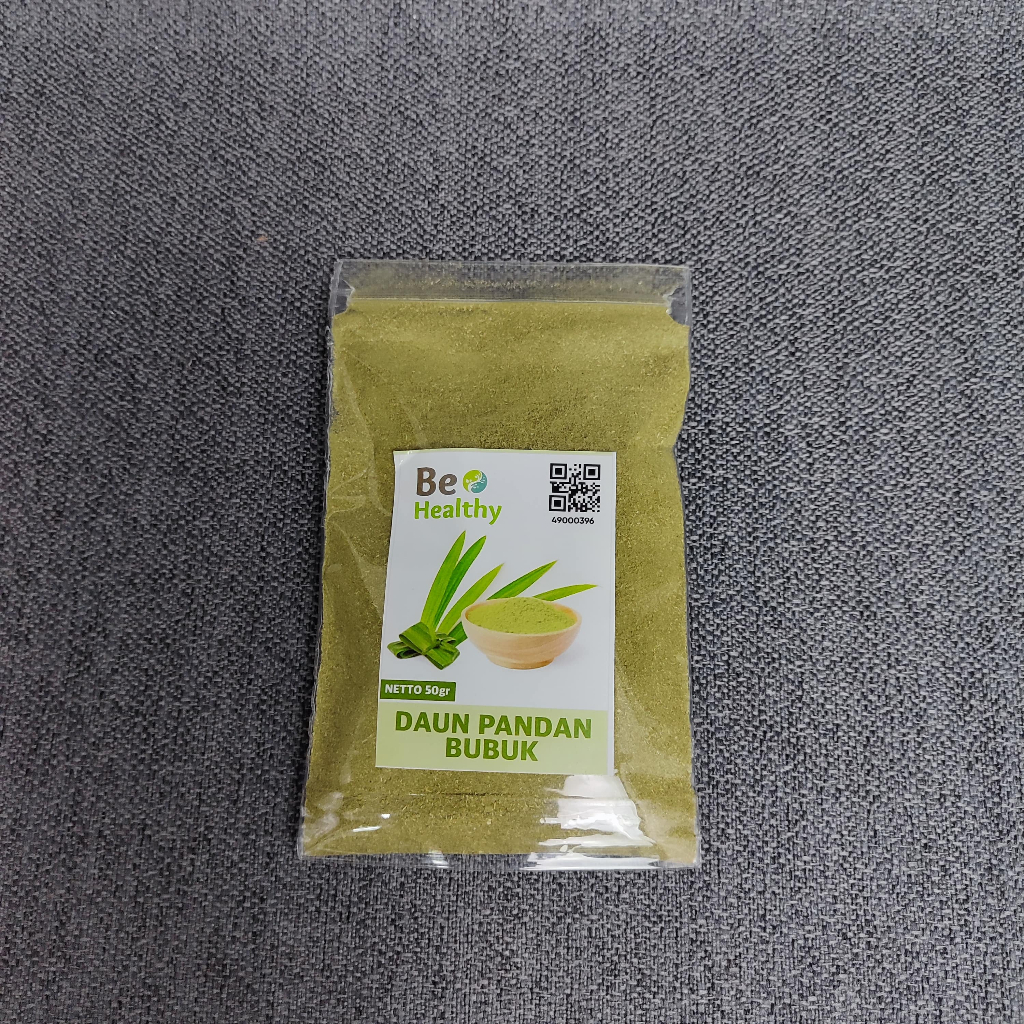 Be
Healthy
49000396
NETTO 50gr
DAUN PANDAN
BUBUK